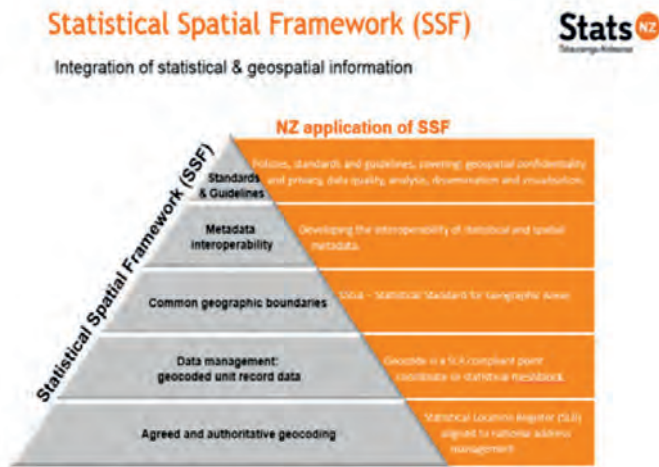 Statistical Spatial Framework (SSF)
Stats NZ
Tatauranga Aotearoa
Integration of statistical & geospatial information
NZ application of SSF
Statistical Spatial Framework (SSF)
Standards
& Guidelines
Policies, standards and guidelines, covering: geospatial confidentiality
and privacy, data quality, analysis, dissemination and visualisation.
Metadata
interoperability
Developing the interoperability of statistical and spatial
metadata.
Common geographic boundaries
– Statistical Standard for Geographic Areas
Data management:
geocoded unit record data
Geocode is a SLR compliant point
coordinate or statistical meshblock.
Agreed and authoritative geocoding
Statistical Location Register (SLR)
aligned to national address
management